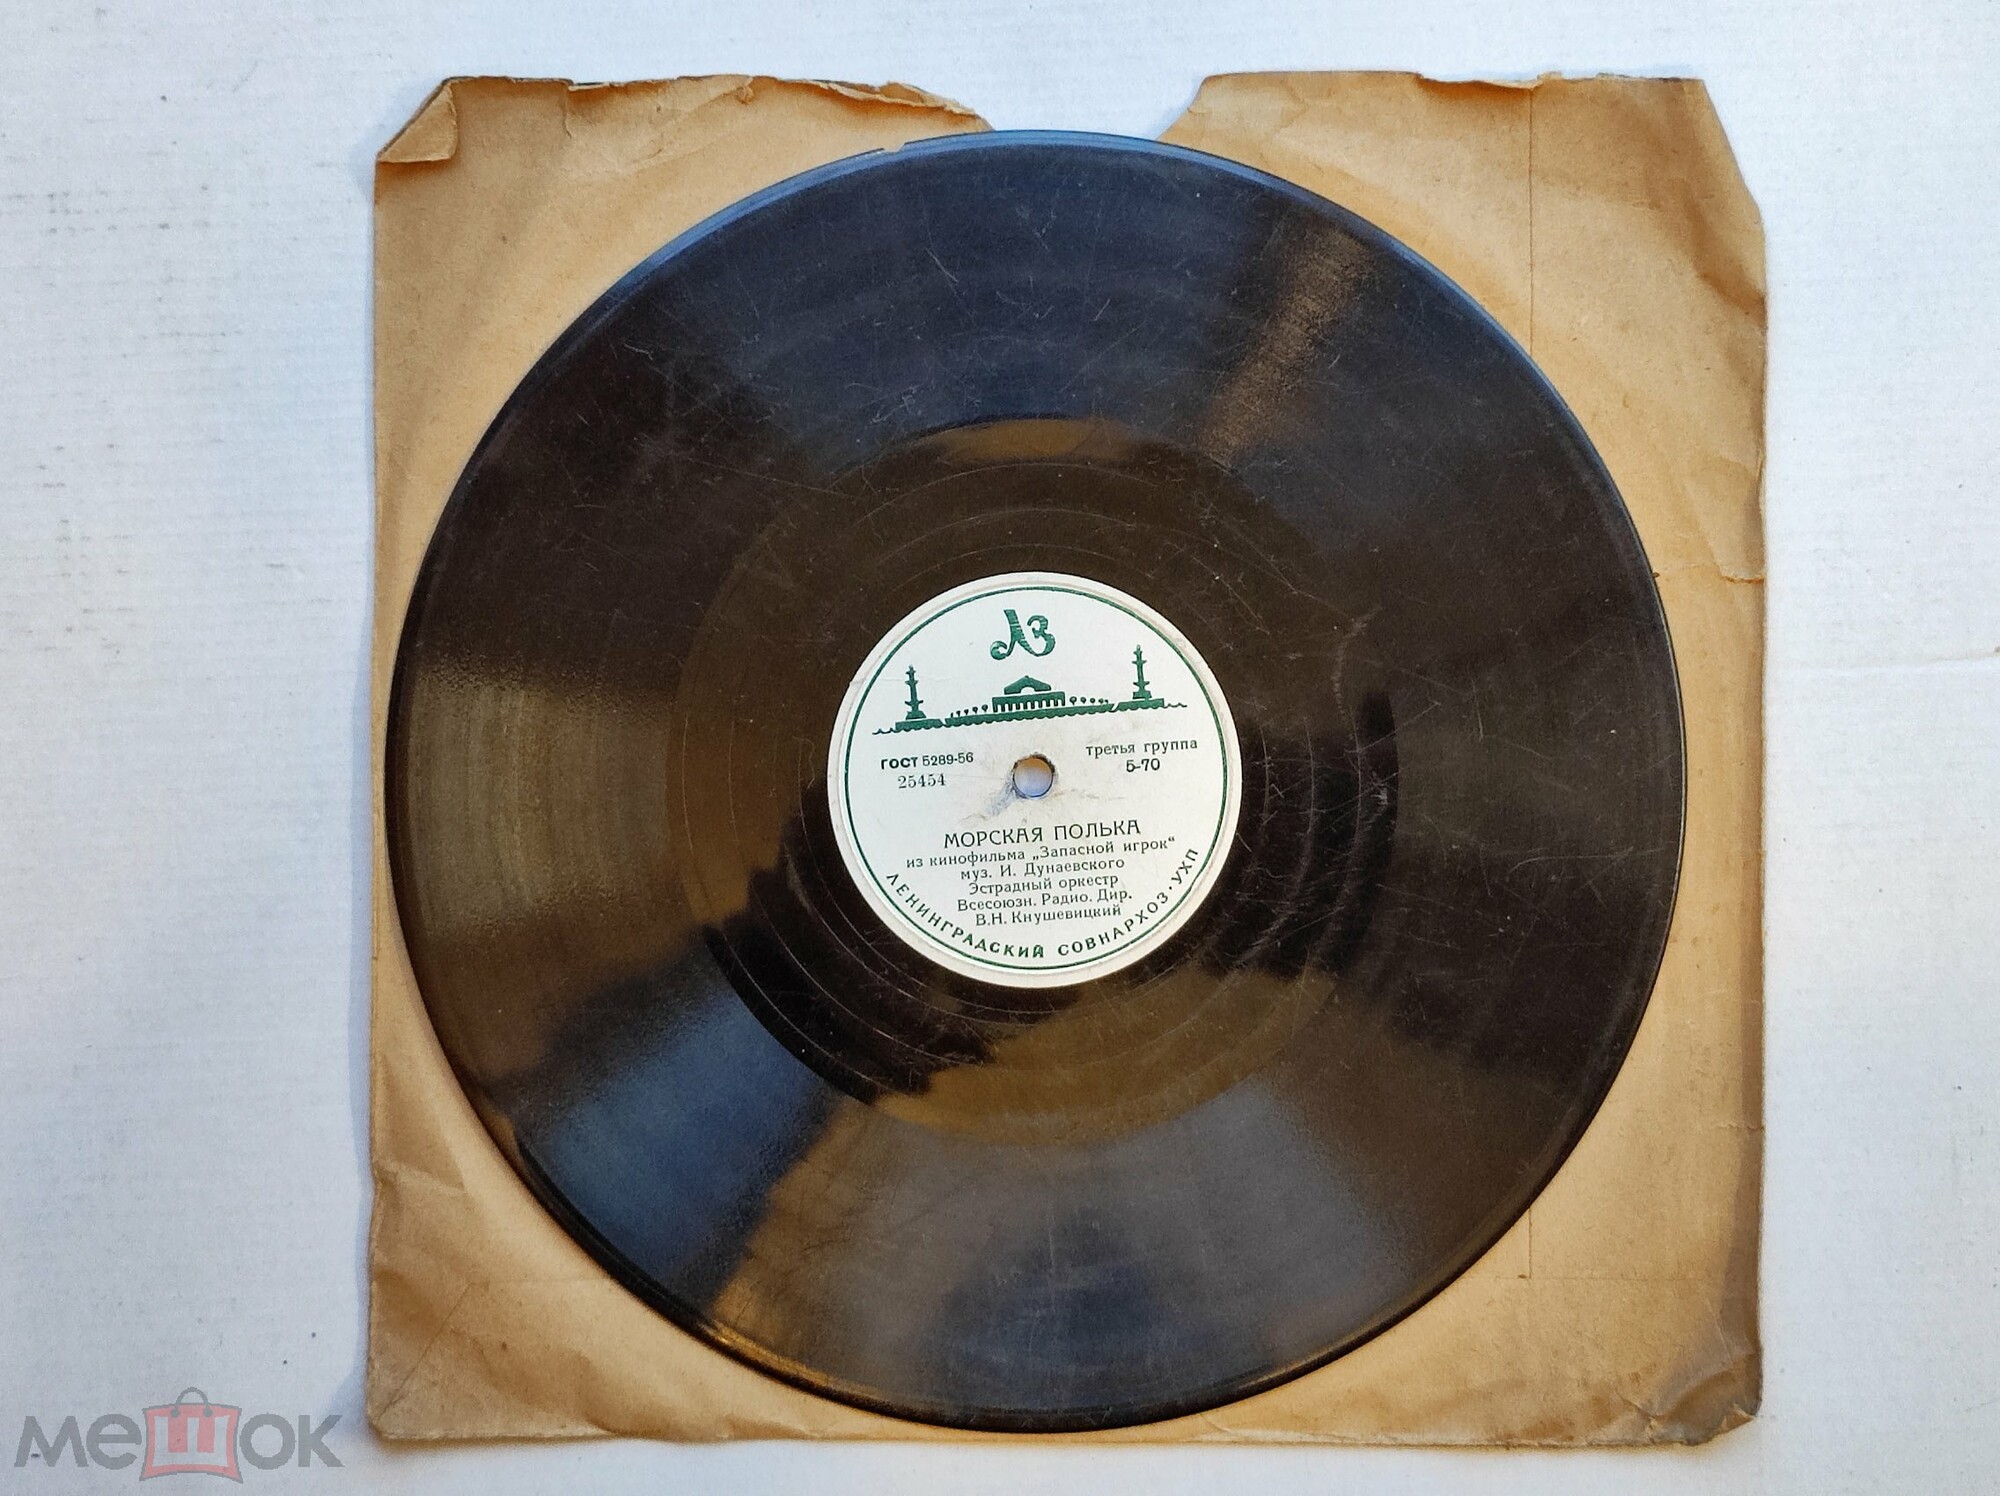 ЛЗ
ГОСТ 5289-56
25454
третья группа
5-70
МОРСКАЯ ПОЛЬКА
из кинофильма „Запасной игрок"
муз. И. Дунаевского
Эстрадный оркестр
Всесоюзн. Радио. Дир.
В.Н. Кнушевицкий
ЛЕНИНГРАДСКИЙ СОВНАРХОЗ·УХП
мешок